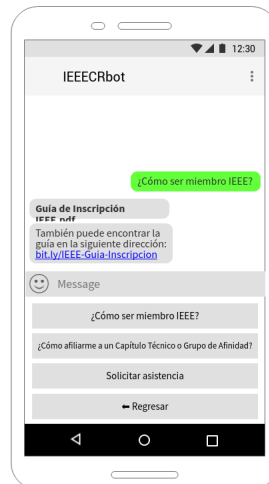 12:30
IEEECRbot
¿Cómo ser miembro IEEE?
Guía de Inscripción
IEEE.pdf
También puede encontrar la
guía en la siguiente dirección:
bit.ly/IEEE-Guia-Inscripcion
Message
¿Cómo ser miembro IEEE?
¿Cómo afiliarme a un Capítulo Técnico o Grupo de Afinidad?
Solicitar asistencia
⬅ Regresar